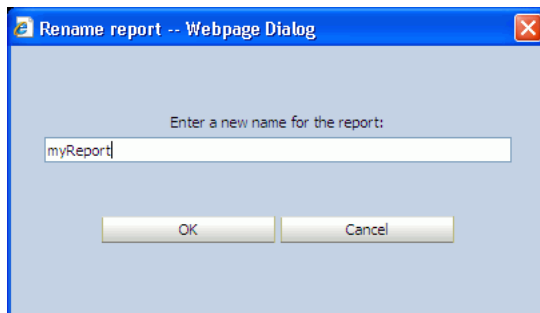 Rename report -- Webpage Dialog
Enter a new name for the report:
myReport
OK Cancel